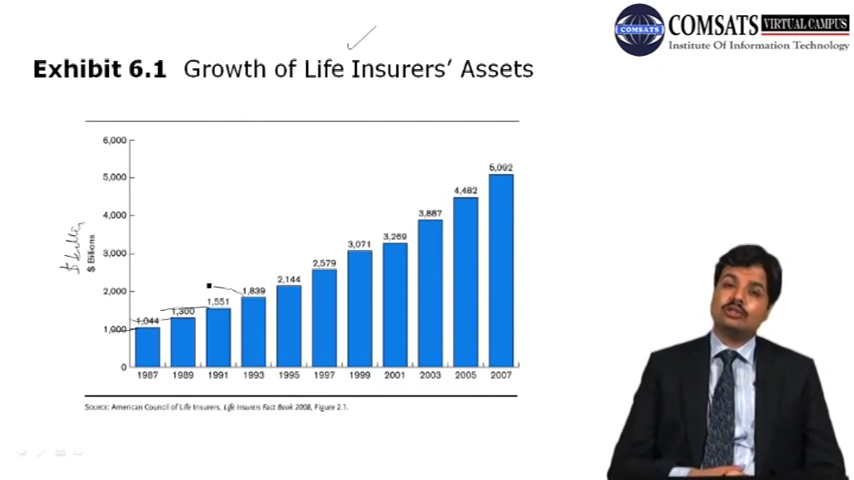 COMSATS VIRTUAL CAMPUS
Institute Of Information Technology
COMSATS
Exhibit 6.1 Growth of Life Insurers' Assets
$ Billions
6,000
5,000
4,000
3,000
2,000
1,000
0
1,044
1,300
1,551
1,839
2,144
2,579
3,071
3,269
3,887
4,482
5,092
1987 1989 1991 1993 1995 1997 1999 2001 2003 2005 2007
SOURCE: American Council of Life Insurers, Life Insurers Fact Book 2008, Figure 2.1.